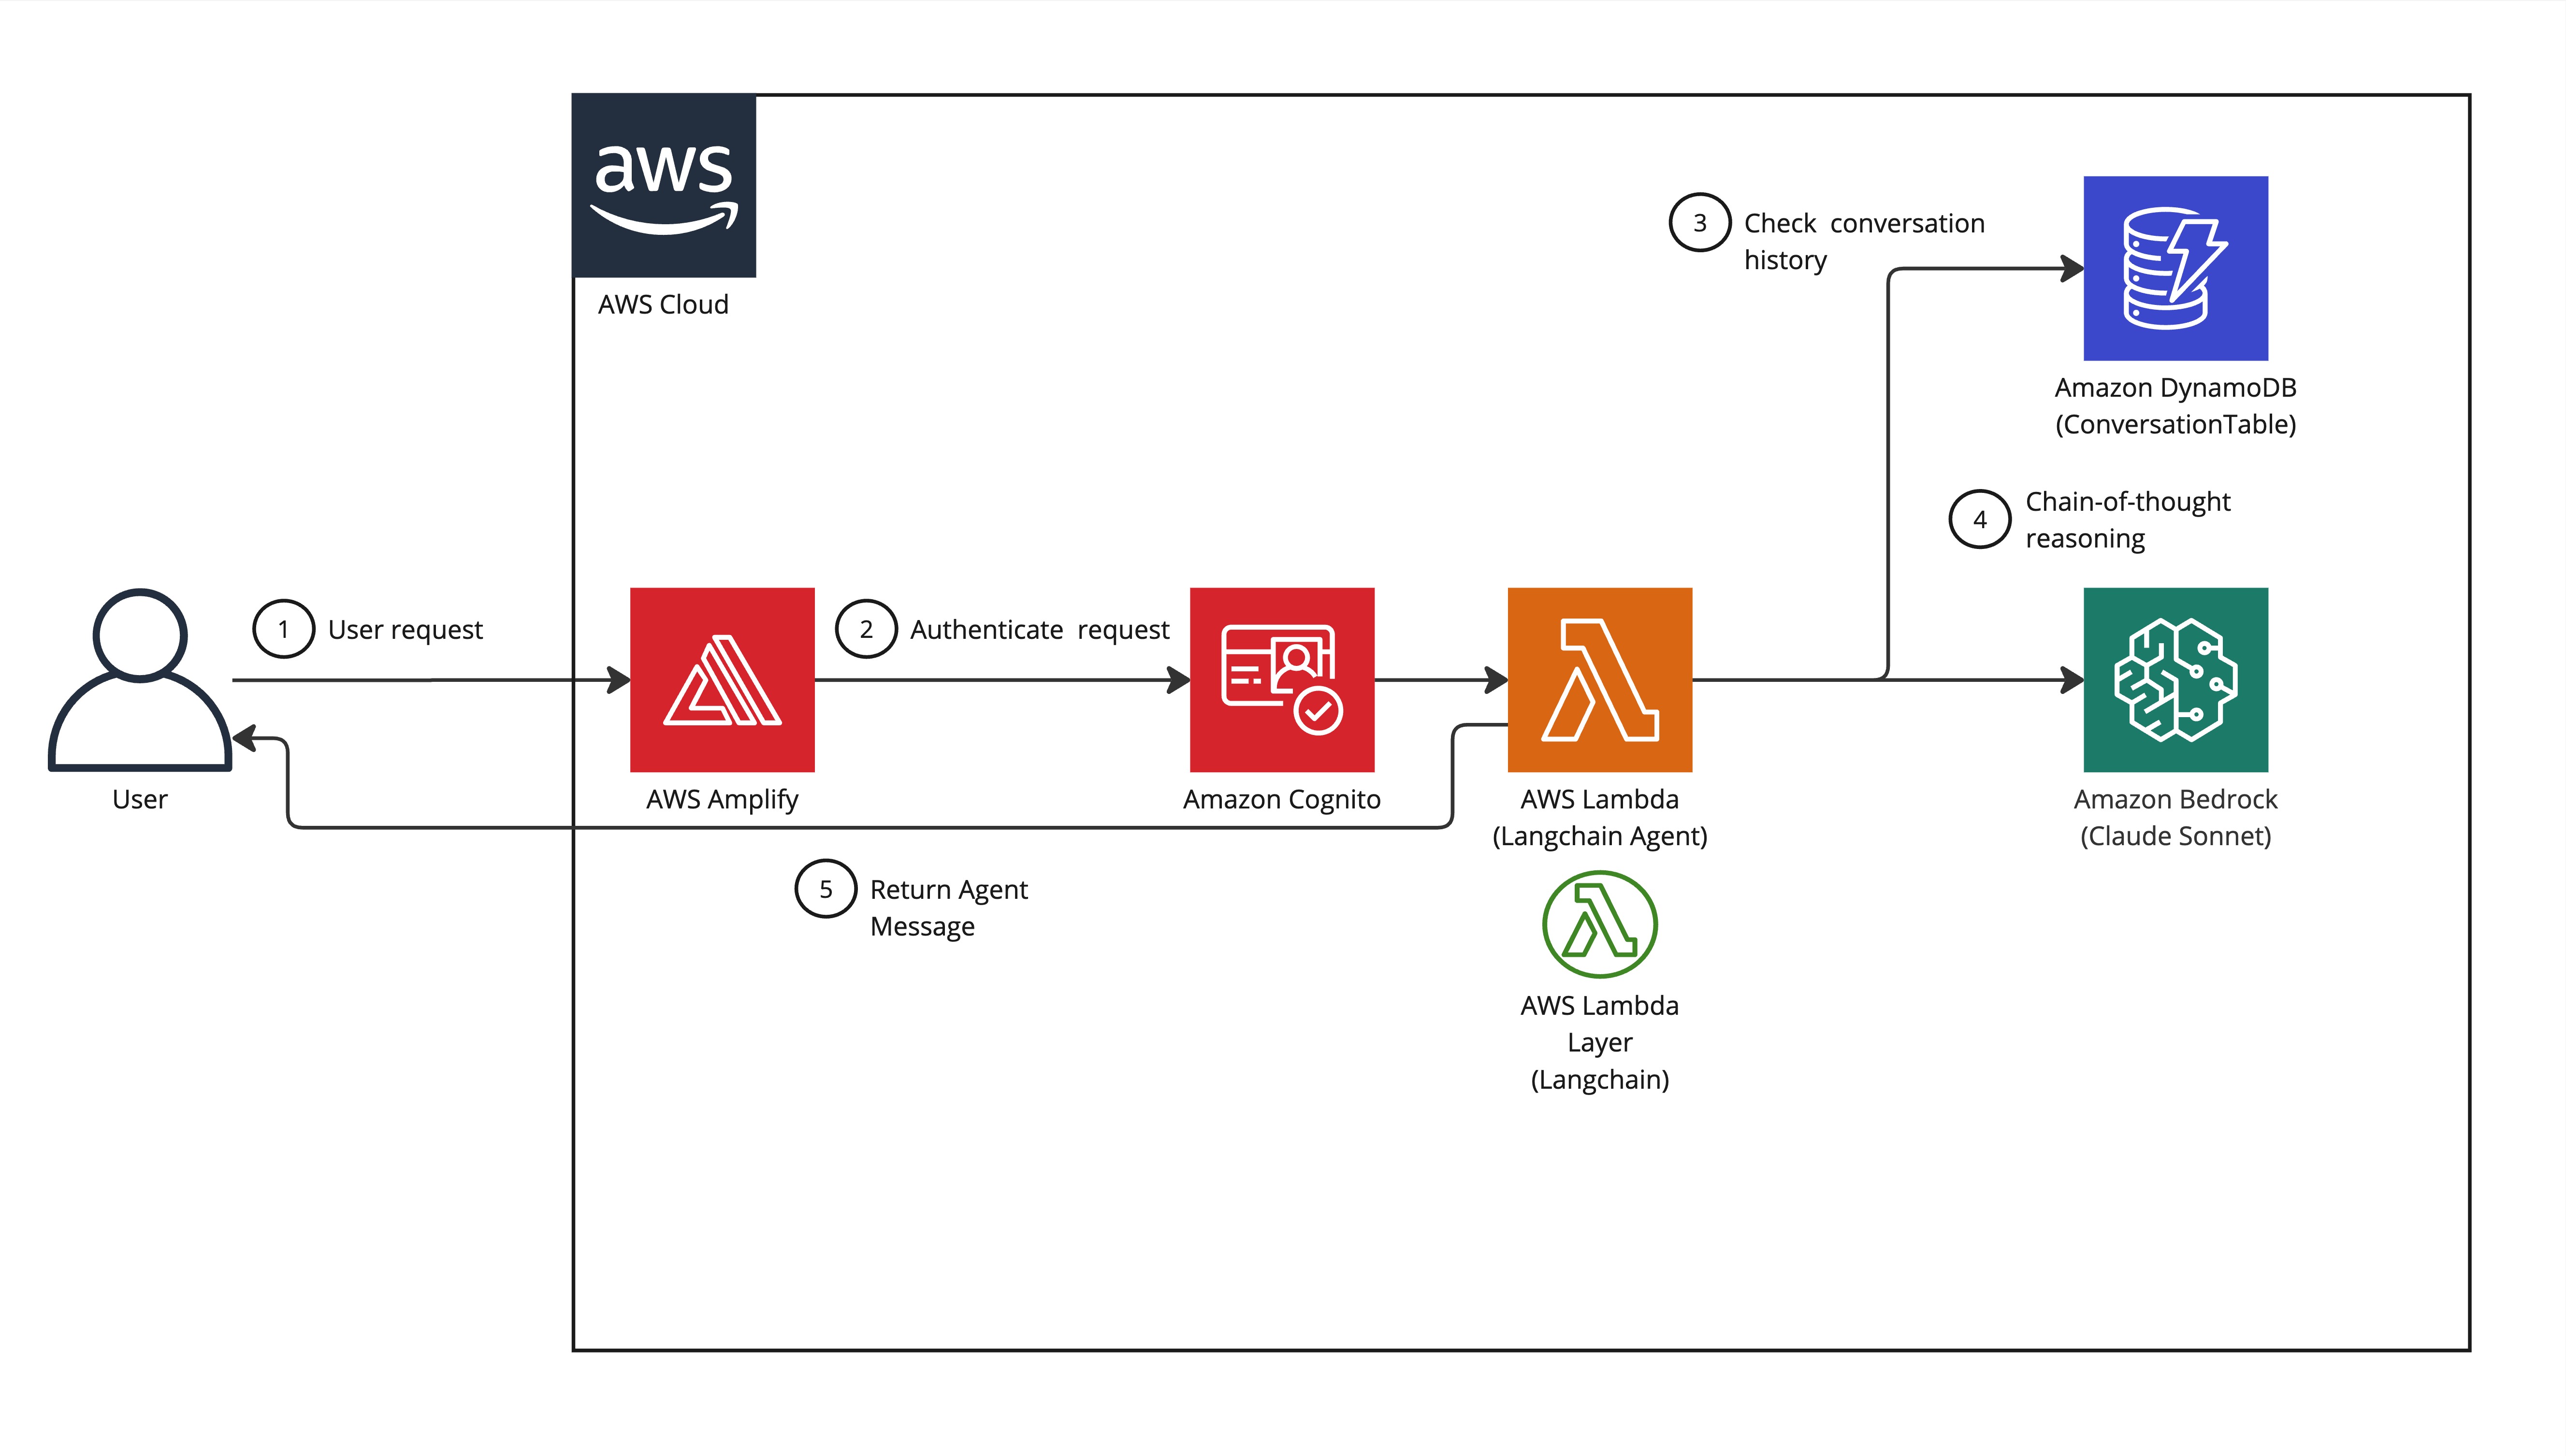 aws
AWS Cloud
3
Check conversation
history
Amazon DynamoDB
(ConversationTable)
4
Chain-of-thought
reasoning
1
User request
2
Authenticate request
User
AWS Amplify
Amazon Cognito
AWS Lambda
(Langchain Agent)
Amazon Bedrock
(Claude Sonnet)
5
Return Agent
Message
AWS Lambda
Layer
(Langchain)